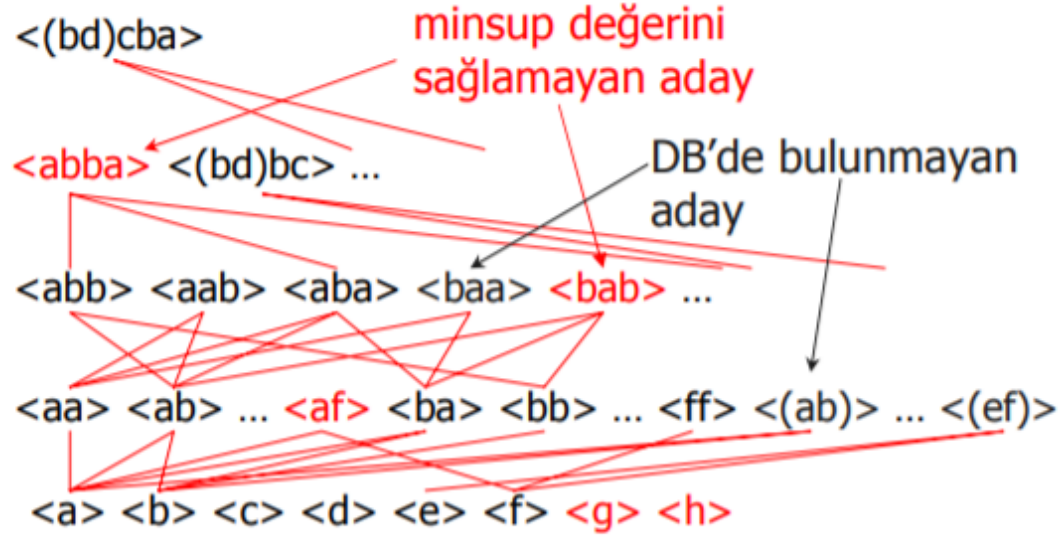 <(bd)cba>
minsup değerini
sağlamayan aday
<abba> <(bd)bc> ...
DB’de bulunmayan
aday
<abb> <aab> <aba> <baa> <bab> ...
<aa> <ab> ... <af> <ba> <bb> ... <ff> <(ab)> ... <(ef)>
<a> <b> <c> <d> <e> <f> <g> <h>